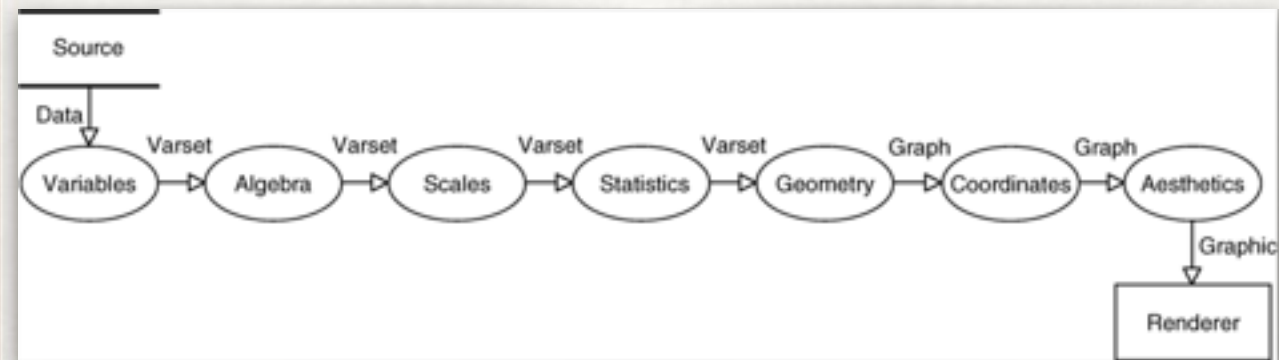 Source
Data
Varset Varset Varset Varset Graph Graph
Variables Algebra Scales Statistics Geometry Coordinates Aesthetics
Graphic
Renderer